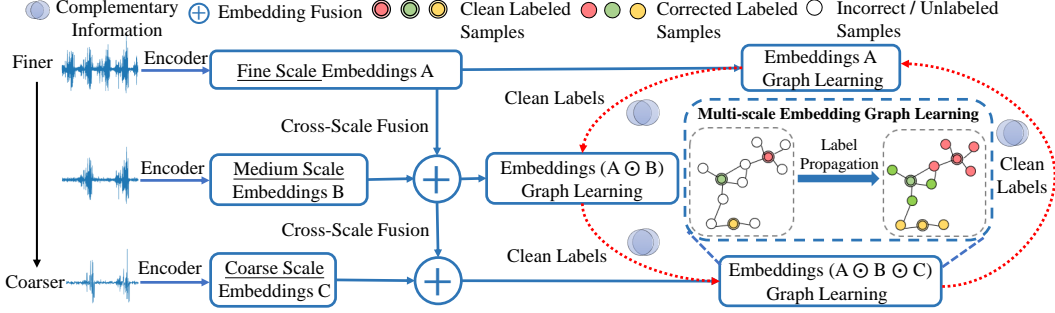 Complementary
Information
Embedding Fusion
Clean Labeled
Samples
Corrected Labeled
Samples
Incorrect / Unlabeled
Samples
Finer
Encoder
Fine Scale Embeddings A
Embeddings A
Graph Learning
Clean Labels
Cross-Scale Fusion
Multi-scale Embedding Graph Learning
Label
Propagation
Clean
Labels
Encoder
Medium Scale
Embeddings B
Embeddings (A ⊙ B)
Graph Learning
Cross-Scale Fusion
Clean Labels
Coarser
Encoder
Coarse Scale
Embeddings C
Embeddings (A ⊙ B ⊙ C)
Graph Learning